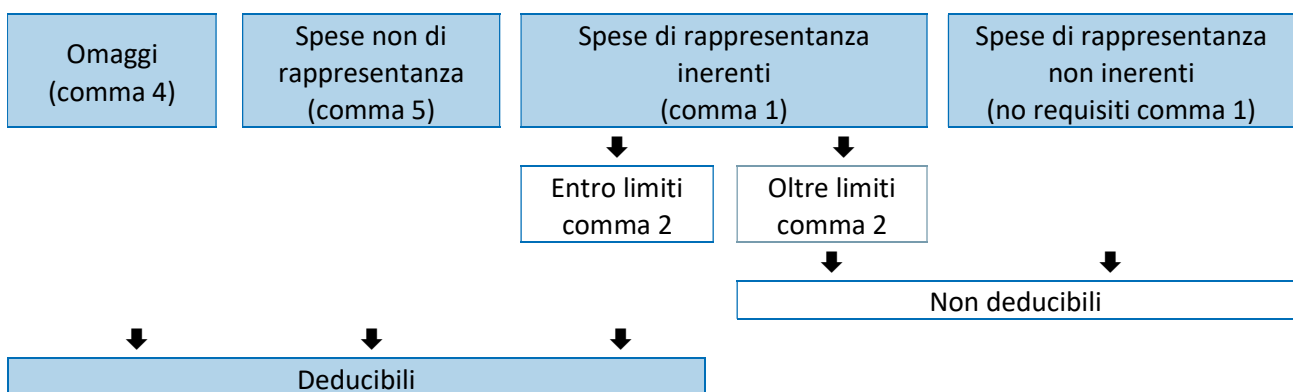 Omaggi
(comma 4)
Spese non di
rappresentanza
(comma 5)
Spese di rappresentanza
inerenti
(comma 1)
Spese di rappresentanza
non inerenti
(no requisiti comma 1)
Entro limiti
comma 2
Oltre limiti
comma 2
Non deducibili
Deducibili